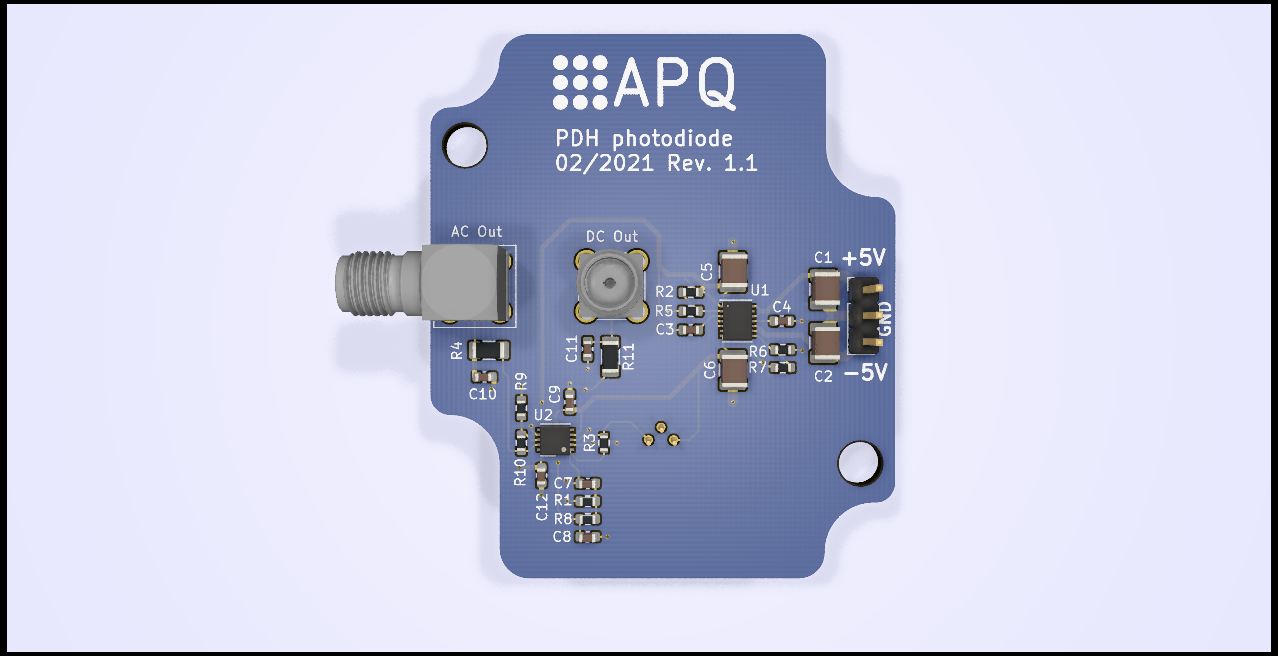 APQ
PDH photodiode
02/2021 Rev. 1.1
AC Out
DC Out
C1
+5V
C5
R2
U1
R5
C4
C3
GND
R4
C11
R11
C6
R6
R7
C2
-5V
C10
R9
C9
U2
R3
R10
C12
C7
R1
R8
C8